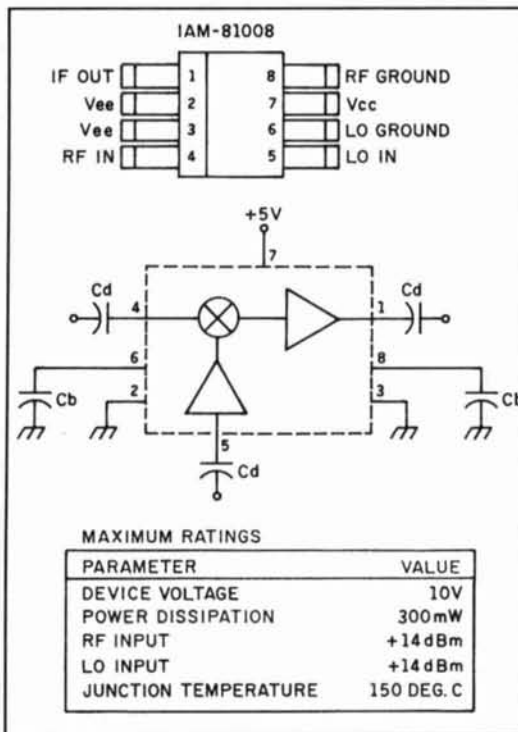 IAM-81008
IF OUT 1 8 RF GROUND
Vee 2 7 Vcc
Vee 3 6 LO GROUND
RF IN 4 5 LO IN
+5V
7
Cd 4 1 Cd
6 8
Cb 2 3 Cb
5
Cd
MAXIMUM RATINGS
PARAMETER VALUE
DEVICE VOLTAGE 10V
POWER DISSIPATION 300mW
RF INPUT +14dBm
LO INPUT +14dBm
JUNCTION TEMPERATURE 150 DEG. C